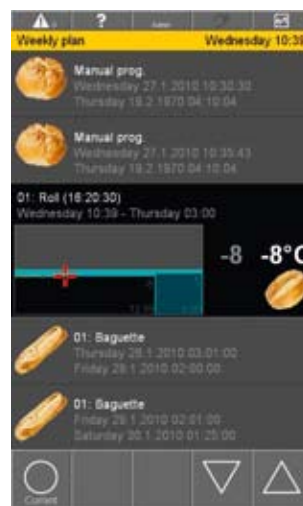 ?
Weekly plan Wednesday 10:39
Manual prog.
Wednesday 27.1.2010 10:30:30
Thursday 19.2.1970 04:10:04
Manual prog.
Wednesday 27.1.2010 10:35:43
Thursday 19.2.1970 04:10:04
01: Roll (16:20:30)
Wednesday 10:39 - Thursday 03:00
-8 -8°C
01: Baguette
Thursday 28.1.2010 03:01:00
Friday 29.1.2010 02:00:00
01: Baguette
Friday 29.1.2010 02:01:00
Saturday 30.1.2010 01:25:00
Current